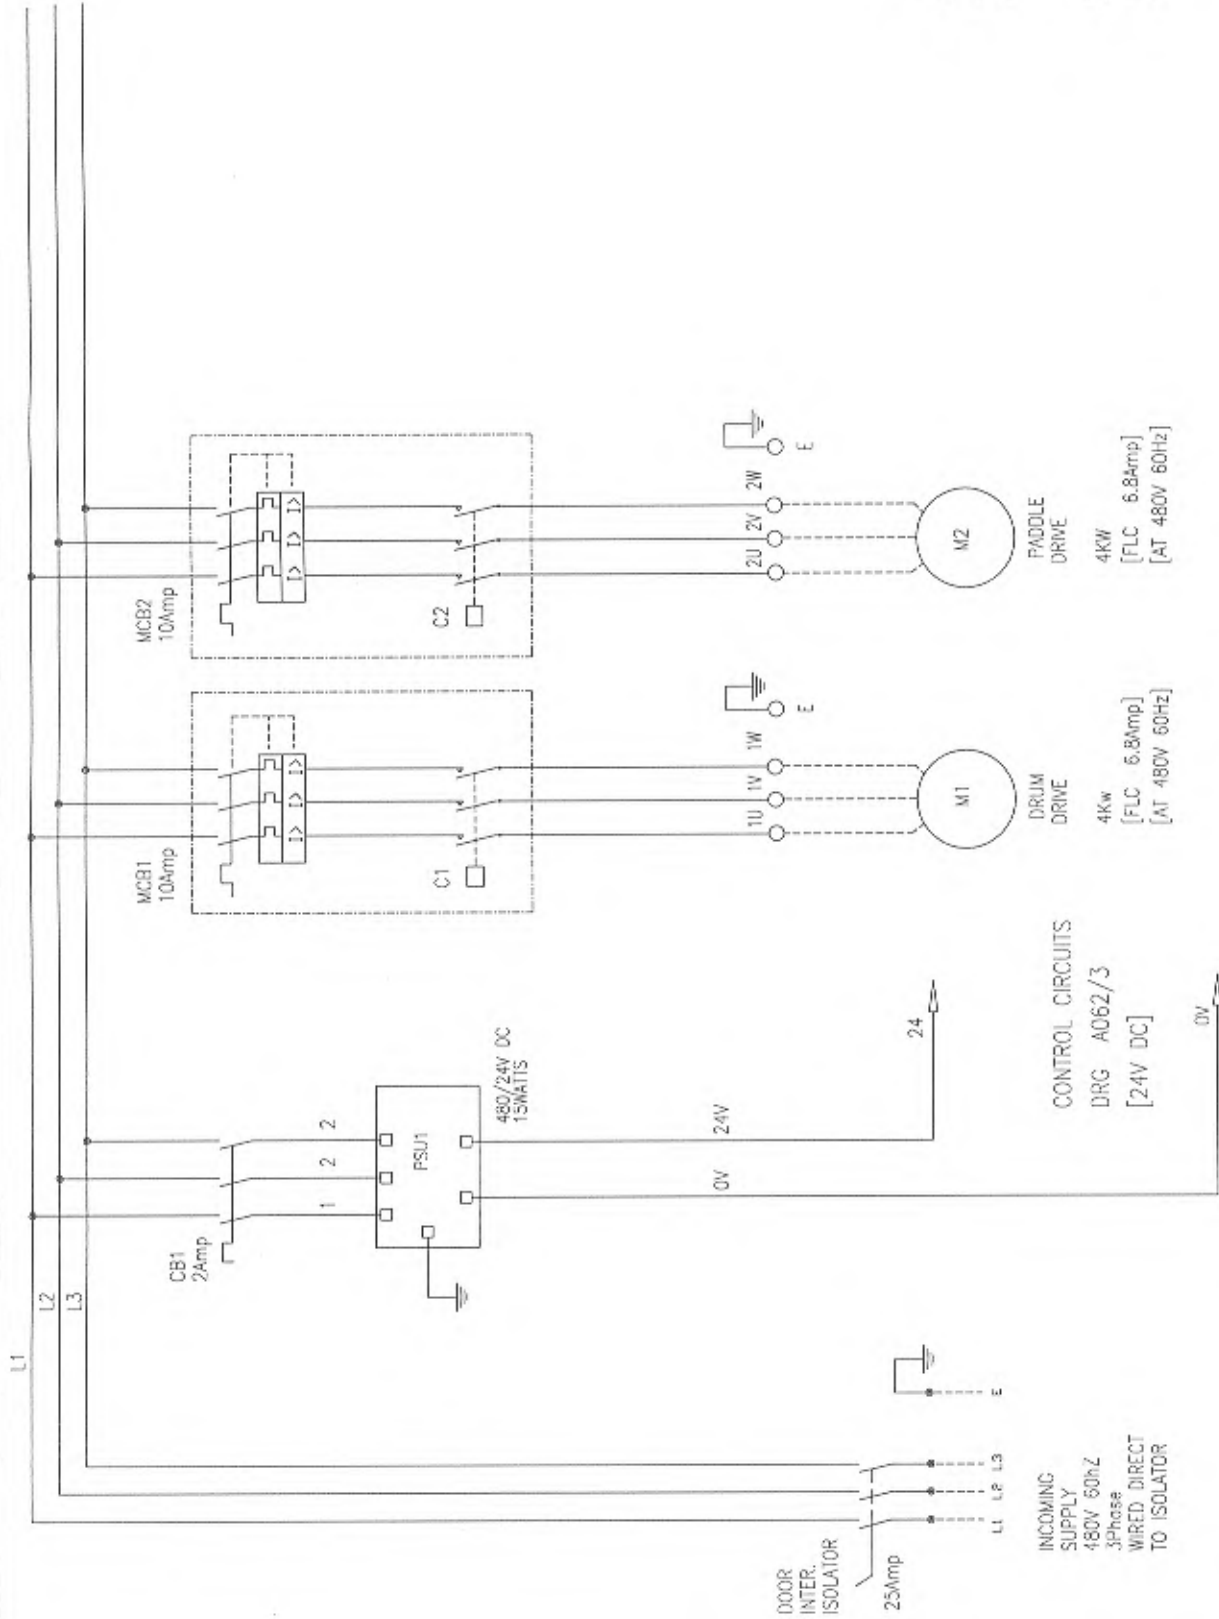 L1
L2
L3
CB1
2Amp
1
2
2
PSU1
480/24V DC
15WATTS
0V
24V
24
0V
CONTROL CIRCUITS
DRG A062/3
[24V DC]
MCB1
10Amp
I>
I>
I>
C1
1U
1V
1W
E
M1
DRUM
DRIVE
4Kw
[FLC 6.8Amp]
[AT 480V 60Hz]
MCB2
10Amp
I>
I>
I>
C2
2U
2V
2W
E
M2
PADDLE
DRIVE
4KW
[FLC 6.8Amp]
[AT 480V 60Hz]
DOOR
INTER.
ISOLATOR
25Amp
L1
L2
L3
E
INCOMING
SUPPLY
480V 60hZ
3Phase
WIRED DIRECT
TO ISOLATOR